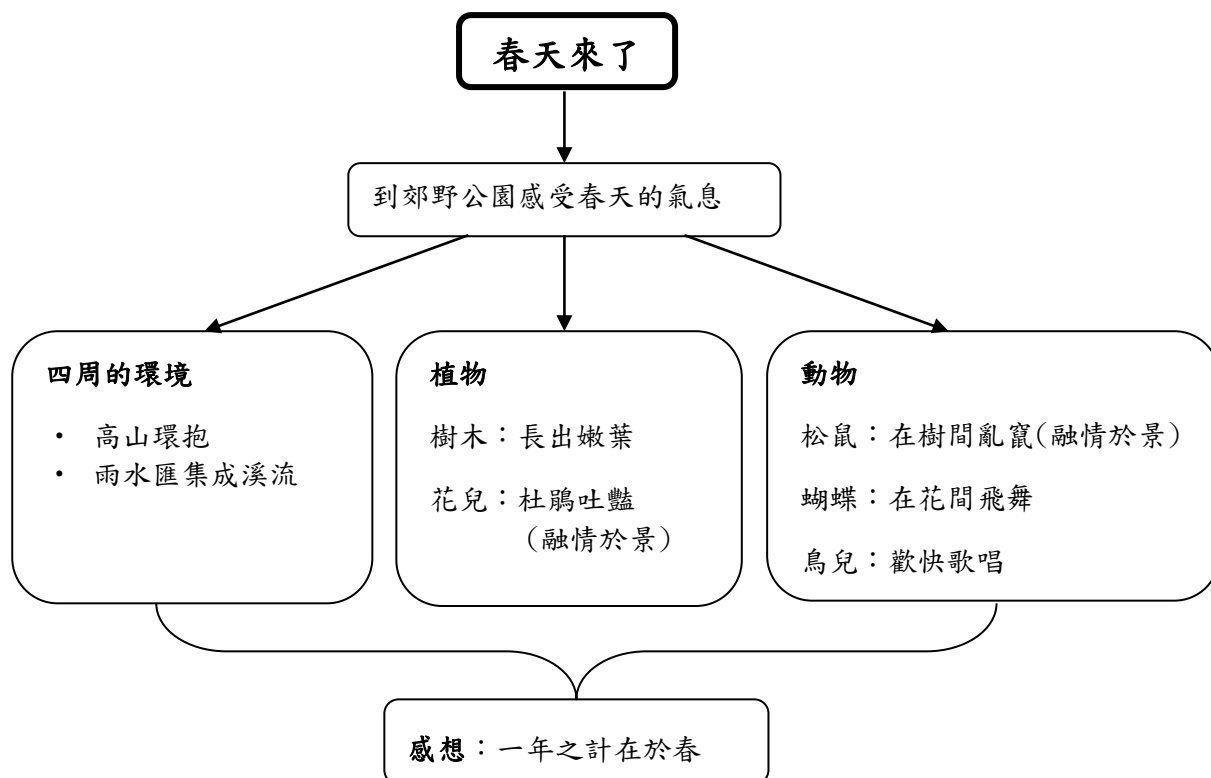 春天來了
到郊野公園感受春天的氣息
四周的環境
· 高山環抱
· 雨水匯集成溪流
植物
樹木：長出嫩葉
花兒：杜鵑吐豔
（融情於景）
動物
松鼠：在樹間亂竄(融情於景)
蝴蝶：在花間飛舞
鳥兒：歡快歌唱
感想：一年之計在於春